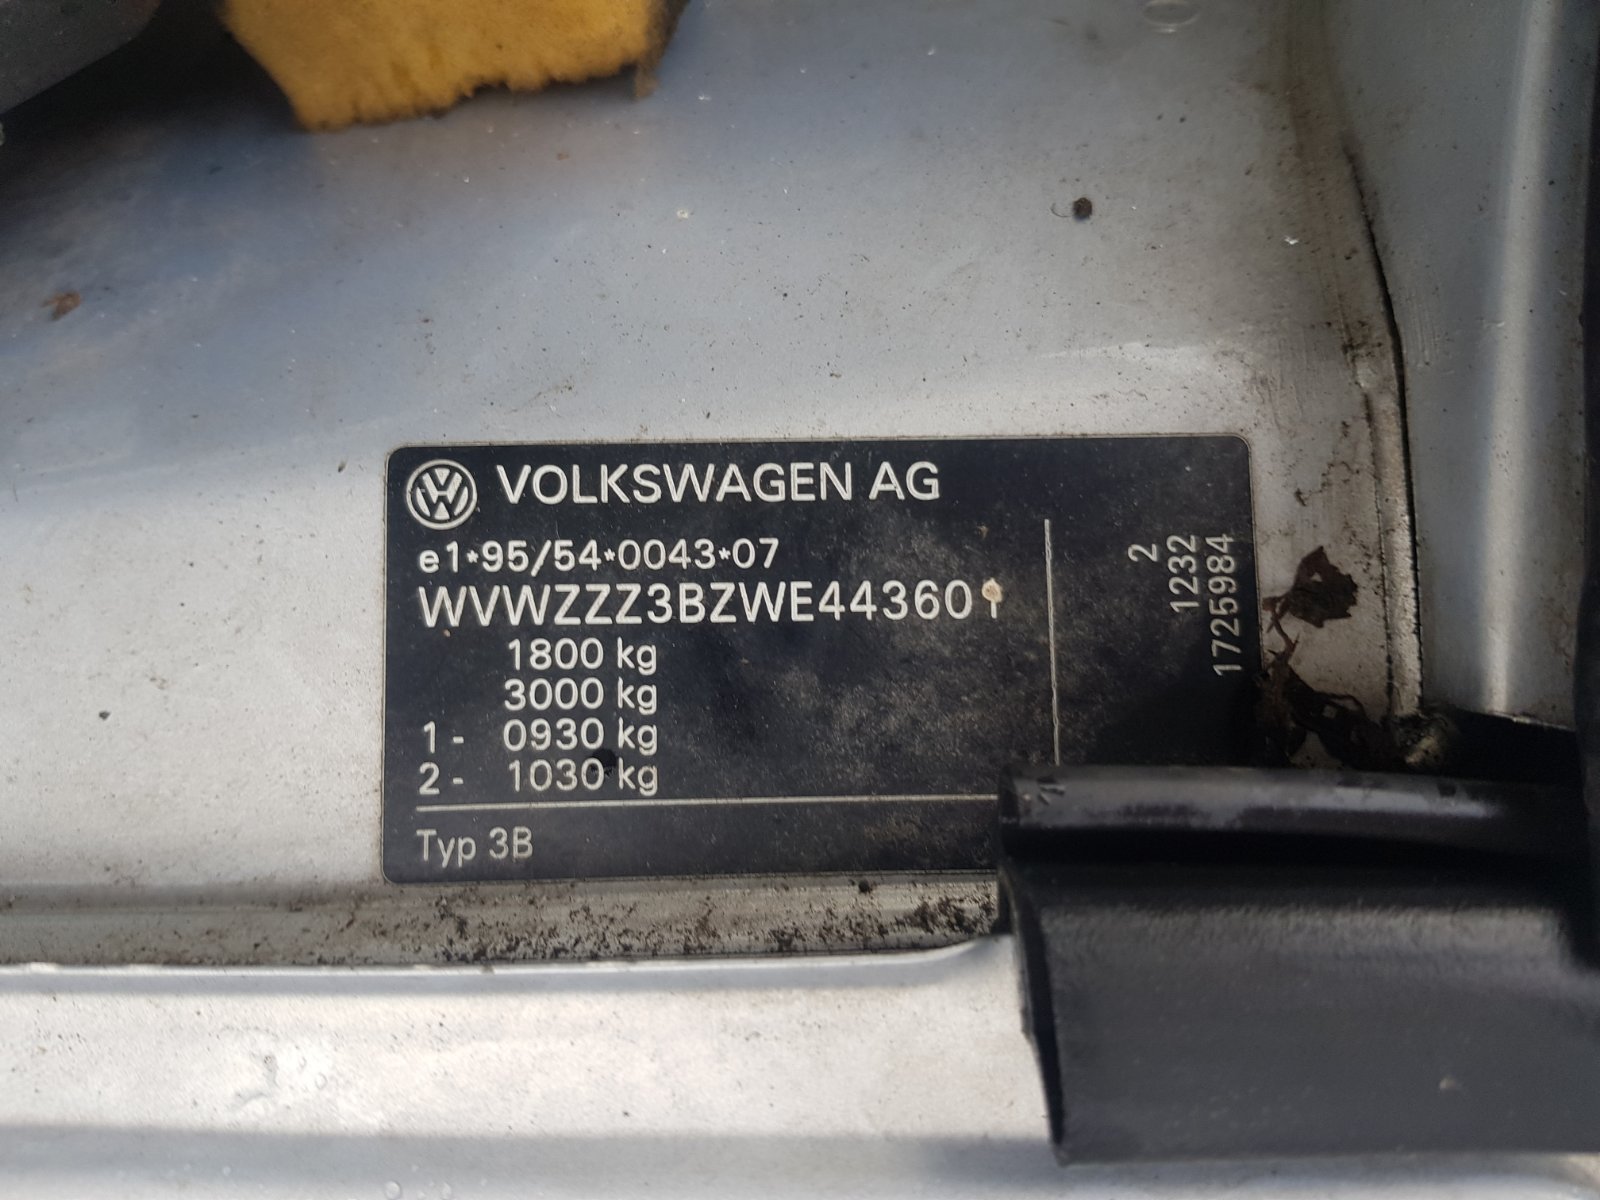 VOLKSWAGEN AG
e1*95/54*0043*07
WVWZZZ3BZWE443601
1800 kg
3000 kg
1- 0930 kg
2- 1030 kg
Typ 3B
2
1232
1725984